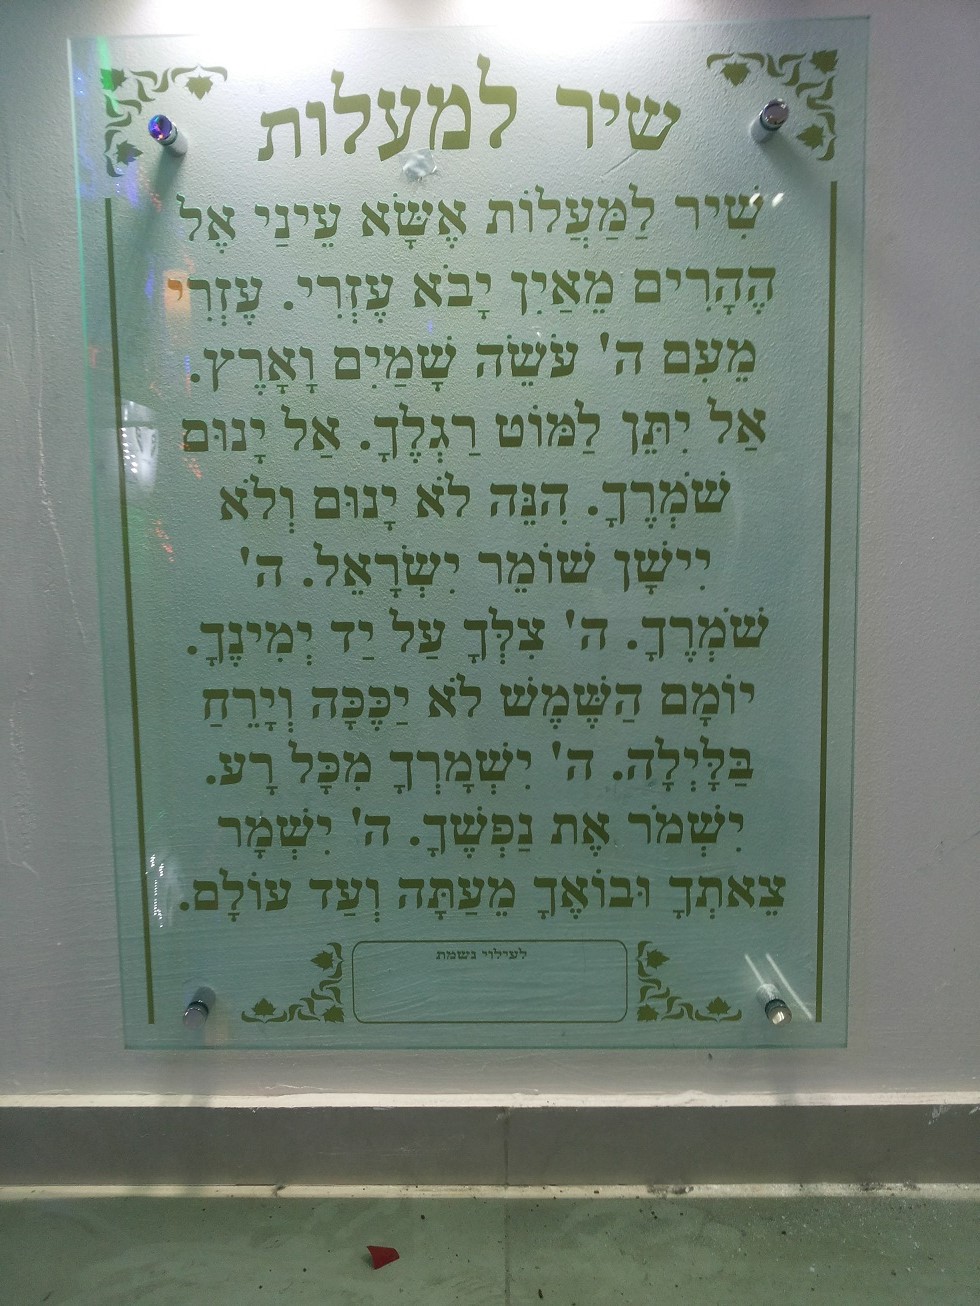 שיר למעלות
שִׁיר לַמַּעֲלוֹת אֶשָּׂא עֵינַי אֶל
הֶהָרִים מֵאַיִן יָבֹא עֶזְרִי. עֶזְרִי
מֵעִם ה' עֹשֵׂה שָׁמַיִם וָאָרֶץ.
אַל יִתֵּן לַמּוֹט רַגְלֶךָ. אַל יָנוּם
שֹׁמְרֶךָ. הִנֵּה לֹא יָנוּם וְלֹא
יִישָׁן שׁוֹמֵר יִשְׂרָאֵל. ה'
שֹׁמְרֶךָ. ה' צִלְּךָ עַל יַד יְמִינֶךָ.
יוֹמָם הַשֶּׁמֶשׁ לֹא יַכֶּכָּה וְיָרֵחַ
בַּלָּיְלָה. ה' יִשְׁמָרְךָ מִכָּל רָע.
יִשְׁמֹר אֶת נַפְשֶׁךָ. ה' יִשְׁמָר
צֵאתְךָ וּבוֹאֶךָ מֵעַתָּה וְעַד עוֹלָם.
לעילוי נשמת